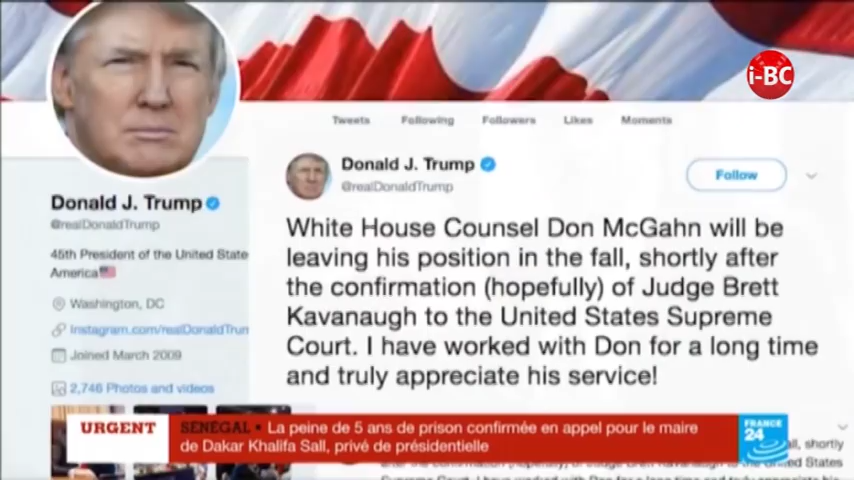 i-BC
Tweets Following Followers Likes Moments
Donald J. Trump
@realDonaldTrump
45th President of the United State
America
Washington, DC
Instagram.com/realDonaldTrun
Joined March 2009
2,746 Photos and videos
Donald J. Trump
@realDonaldTrump
Follow
White House Counsel Don McGahn will be
leaving his position in the fall, shortly after
the confirmation (hopefully) of Judge Brett
Kavanaugh to the United States Supreme
Court. I have worked with Don for a long time
and truly appreciate his service!
URGENT
SÉNÉGAL • La peine de 5 ans de prison confirmée en appel pour le maire
de Dakar Khalifa Sall, privé de présidentielle
FRANCE
24
all, shortly